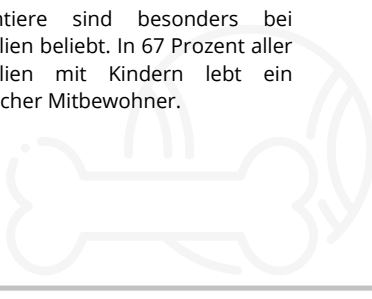 ntiere sind besonders bei
lien beliebt. In 67 Prozent aller
lien mit Kindern lebt ein
cher Mitbewohner.